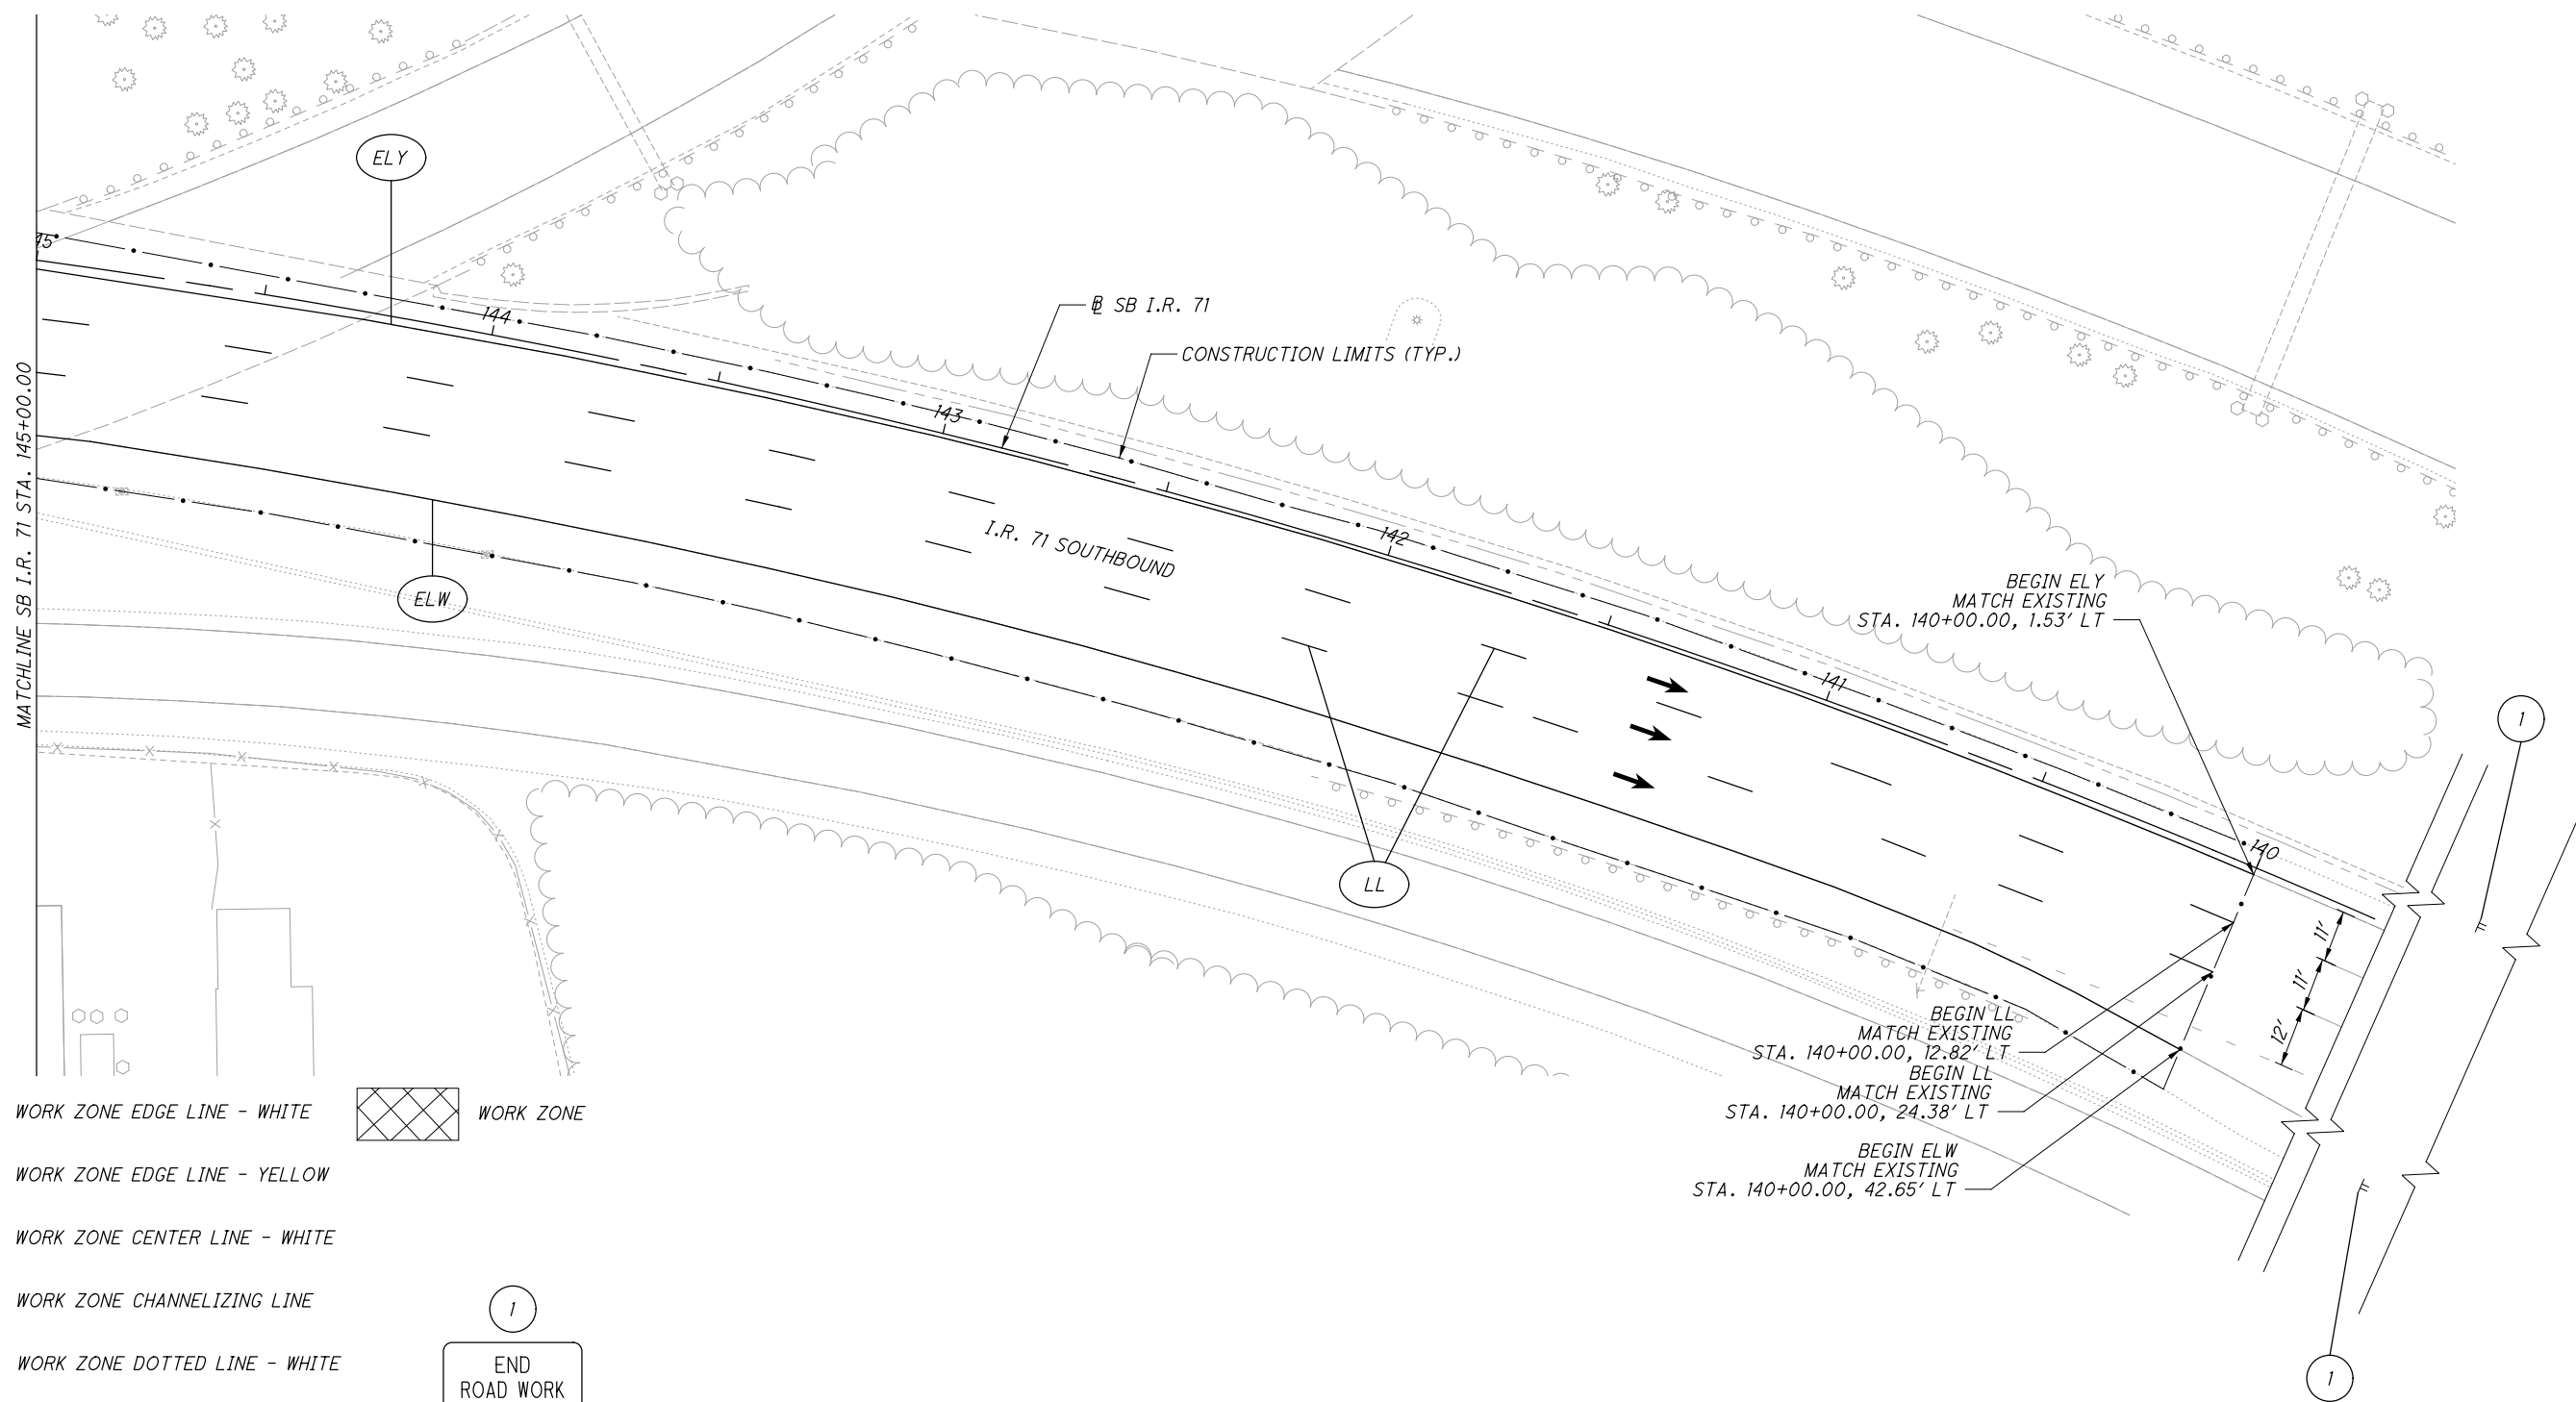 ELY
45
144
℄ SB I.R. 71
CONSTRUCTION LIMITS (TYP.)
143
142
I.R. 71 SOUTHBOUND
MATCHLINE SB I.R. 71 STA. 145+00.00
ELW
BEGIN ELY
MATCH EXISTING
STA. 140+00.00, 1.53' LT
141
1
140
LL
11'
11'
12'
BEGIN LL
MATCH EXISTING
STA. 140+00.00, 12.82' LT
BEGIN LL
MATCH EXISTING
STA. 140+00.00, 24.38' LT
BEGIN ELW
MATCH EXISTING
STA. 140+00.00, 42.65' LT
WORK ZONE EDGE LINE - WHITE
WORK ZONE
WORK ZONE EDGE LINE - YELLOW
WORK ZONE CENTER LINE - WHITE
WORK ZONE CHANNELIZING LINE
1
WORK ZONE DOTTED LINE - WHITE
END
ROAD WORK
1